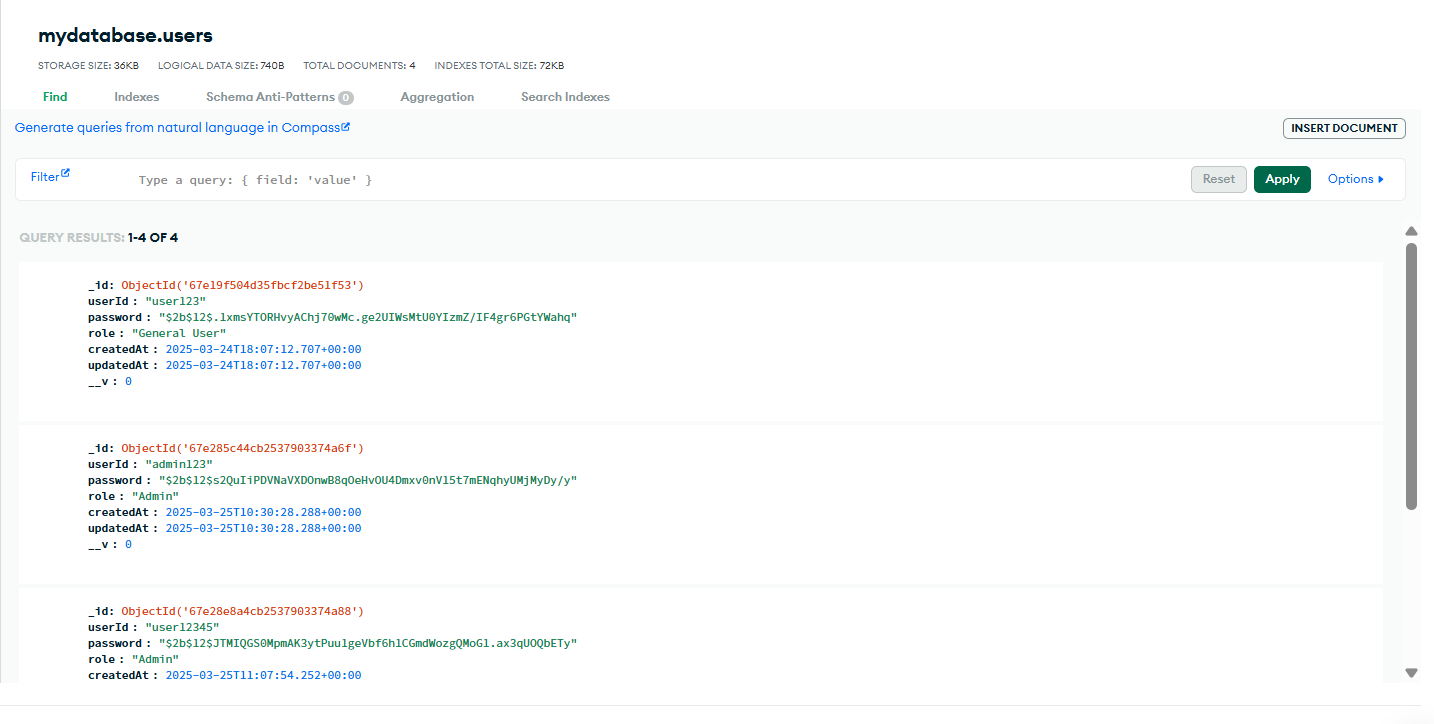 mydatabase.users
STORAGE SIZE: 36KB LOGICAL DATA SIZE: 740B TOTAL DOCUMENTS: 4 INDEXES TOTAL SIZE: 72KB
Find Indexes Schema Anti-Patterns 0 Aggregation Search Indexes
Generate queries from natural language in Compass
INSERT DOCUMENT
Filter Type a query: { field: 'value' } Reset Apply Options
QUERY RESULTS: 1-4 OF 4
_id: ObjectId('67e19f504d35fbcf2be51f53')
userId : "user123"
password : "$2b$12$.lxmsYTORHvyAChj70wMc.ge2UIWsMtU0YIzmZ/IF4gr6PGtYWahq"
role : "General User"
createdAt : 2025-03-24T18:07:12.707+00:00
updatedAt : 2025-03-24T18:07:12.707+00:00
__v : 0
_id: ObjectId('67e285c44cb2537903374a6f')
userId : "admin123"
password : "$2b$12$s2QuIiPDVNaVXDOnwB8qOeHvOU4Dmxv0nVl5t7mENqhyUMjMyDy/y"
role : "Admin"
createdAt : 2025-03-25T10:30:28.288+00:00
updatedAt : 2025-03-25T10:30:28.288+00:00
__v : 0
_id: ObjectId('67e28e8a4cb2537903374a88')
userId : "user12345"
password : "$2b$12$JTMIQGS0MpmAK3ytPuulgeVbf6hlCGmdWozgQMoGl.ax3qUOQbETy"
role : "Admin"
createdAt : 2025-03-25T11:07:54.252+00:00